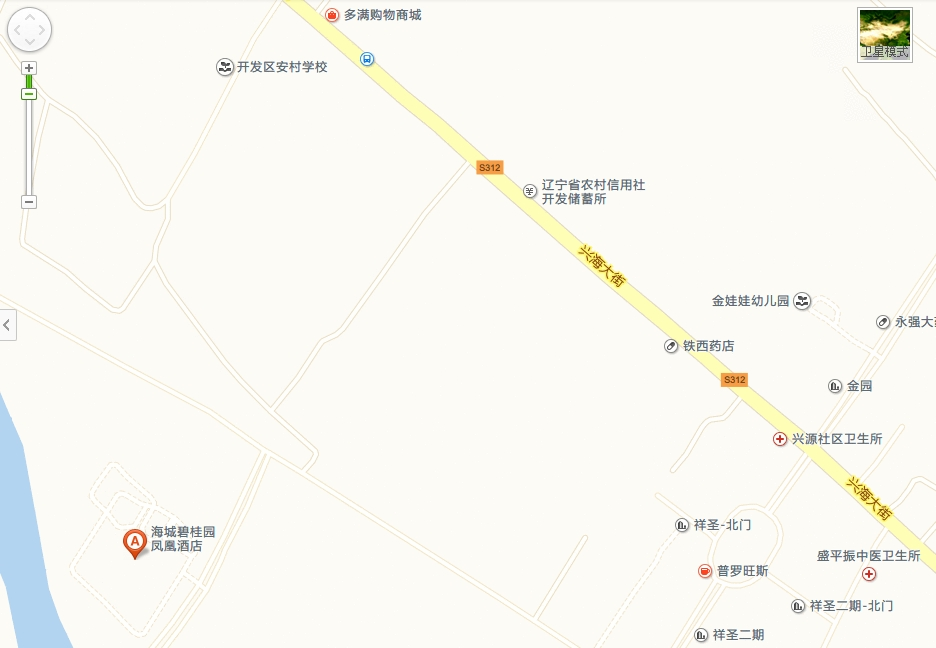 多满购物商城
卫星模式
开发区安村学校
S312
辽宁省农村信用社
开发储蓄所
兴海大街
金娃娃幼儿园
永强大
铁西药店
S312
金园
兴源社区卫生所
兴海大街
祥圣-北门
海城碧桂园
凤凰酒店
A
盛平振中医卫生所
普罗旺斯
祥圣二期-北门
祥圣二期